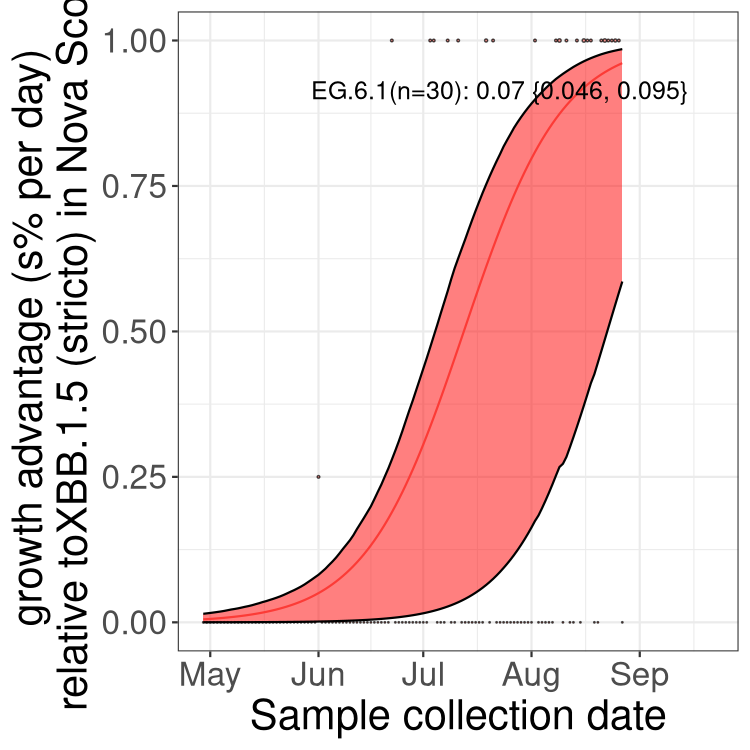 growth advantage (s% per day)
relative toXBB.1.5 (stricto) in Nova Sco
1.00
0.75
0.50
0.25
0.00
EG.6.1(n=30): 0.07 {0.046, 0.095}
May Jun Jul Aug Sep
Sample collection date